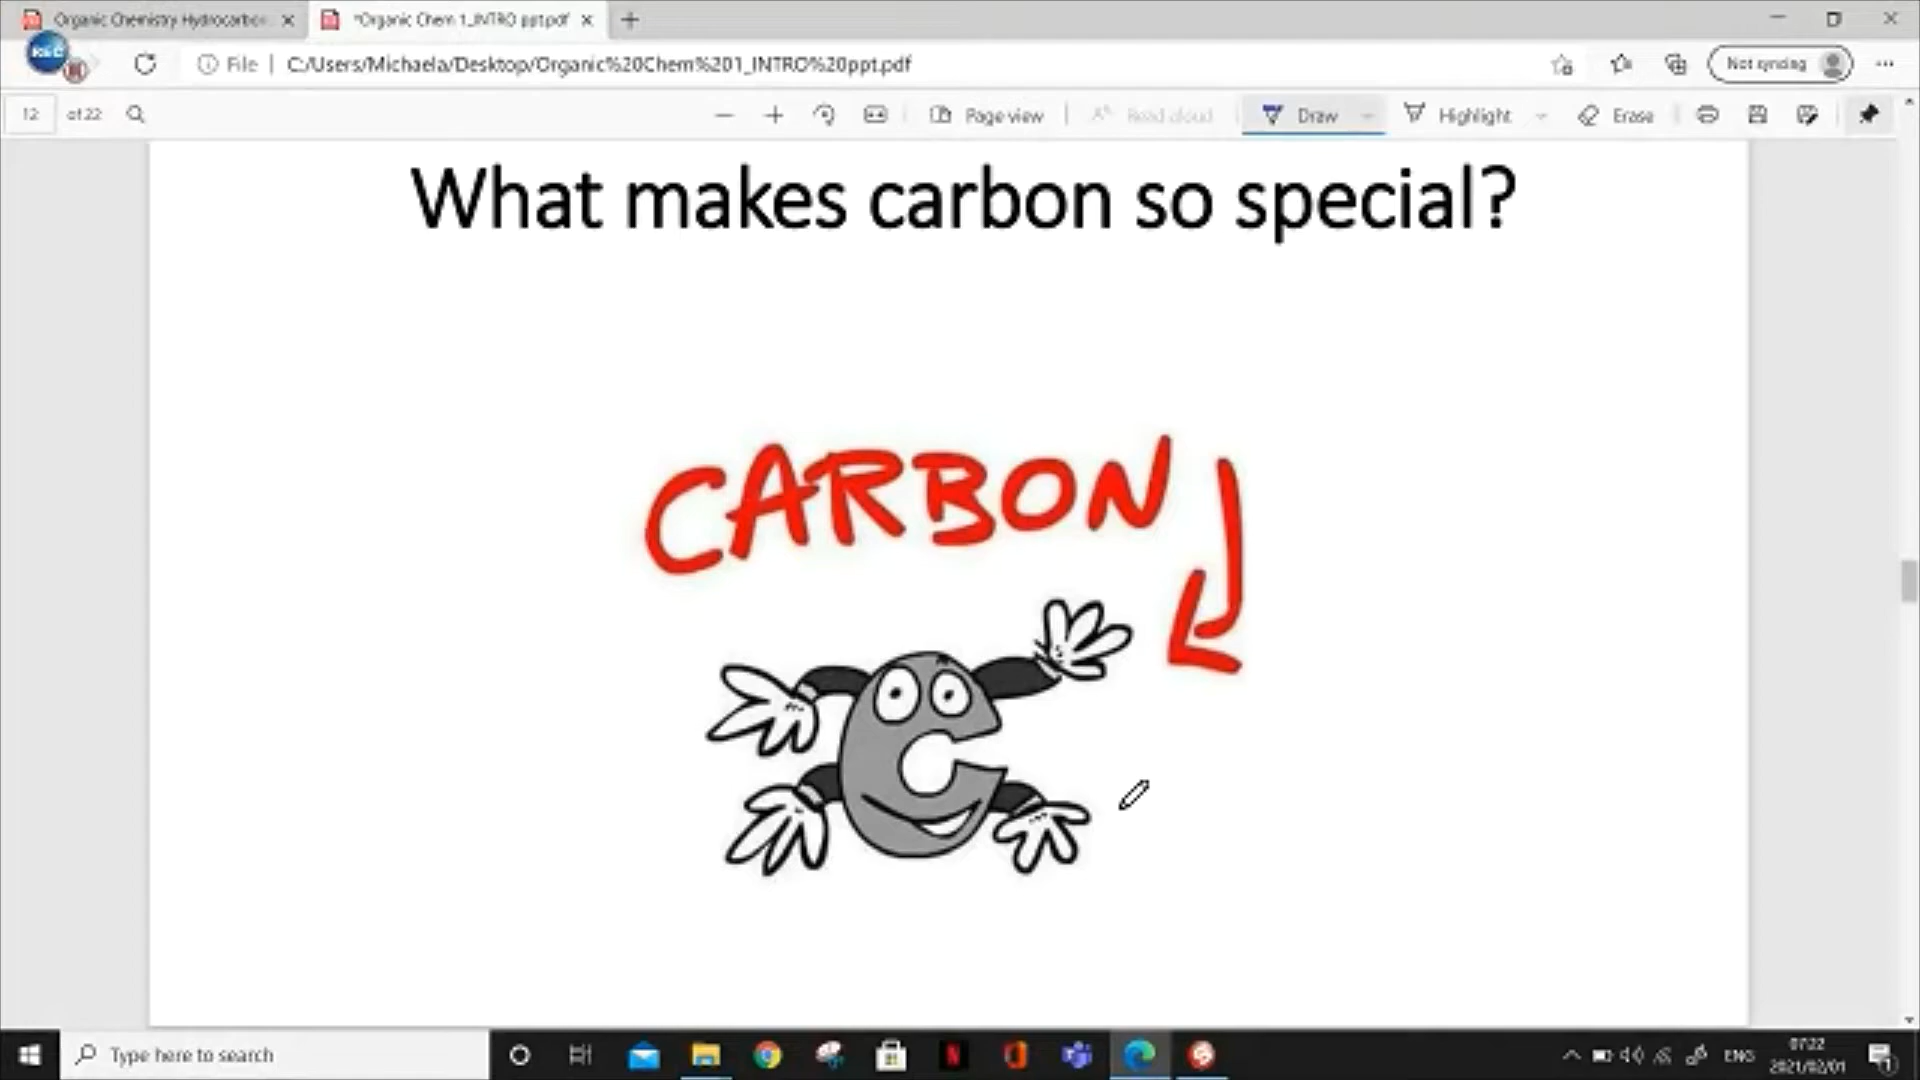 Organic Chemistry Hydrocarbo
*Organic Chem 1_INTRO ppt.pdf
REC
File
C:/Users/Michaela/Desktop/Organic%20Chem%201_INTRO%20ppt.pdf
Not syncing
12 of 22
Page view
Read aloud
Draw
Highlight
Erase
What makes carbon so special?
CARBON
C
Type here to search
ENG
07:22
2021/02/01